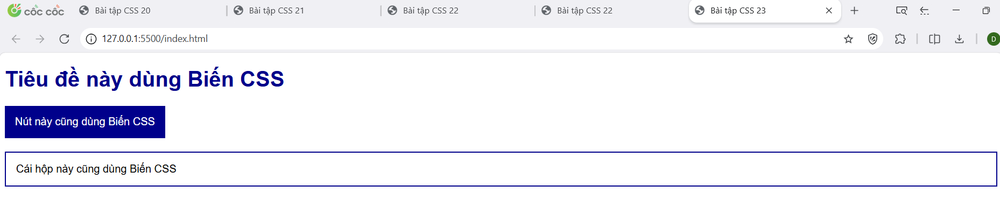 cốc cốc
Bài tập CSS 20
Bài tập CSS 21
Bài tập CSS 22
Bài tập CSS 22
Bài tập CSS 23
127.0.0.1:5500/index.html
D
Tiêu đề này dùng Biến CSS
Nút này cũng dùng Biến CSS
Cái hộp này cũng dùng Biến CSS